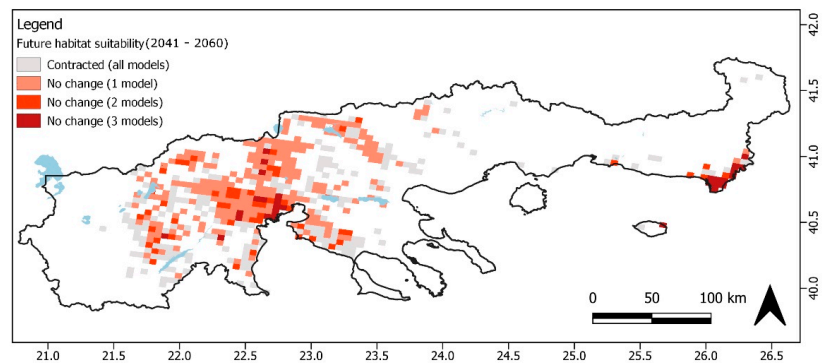 Legend
Future habitat suitability (2041 - 2060)
Contracted (all models)
No change (1 model)
No change (2 models)
No change (3 models)
0 50 100 km
42.0
41.5
41.0
40.5
40.0
21.0 21.5 22.0 22.5 23.0 23.5 24.0 24.5 25.0 25.5 26.0 26.5